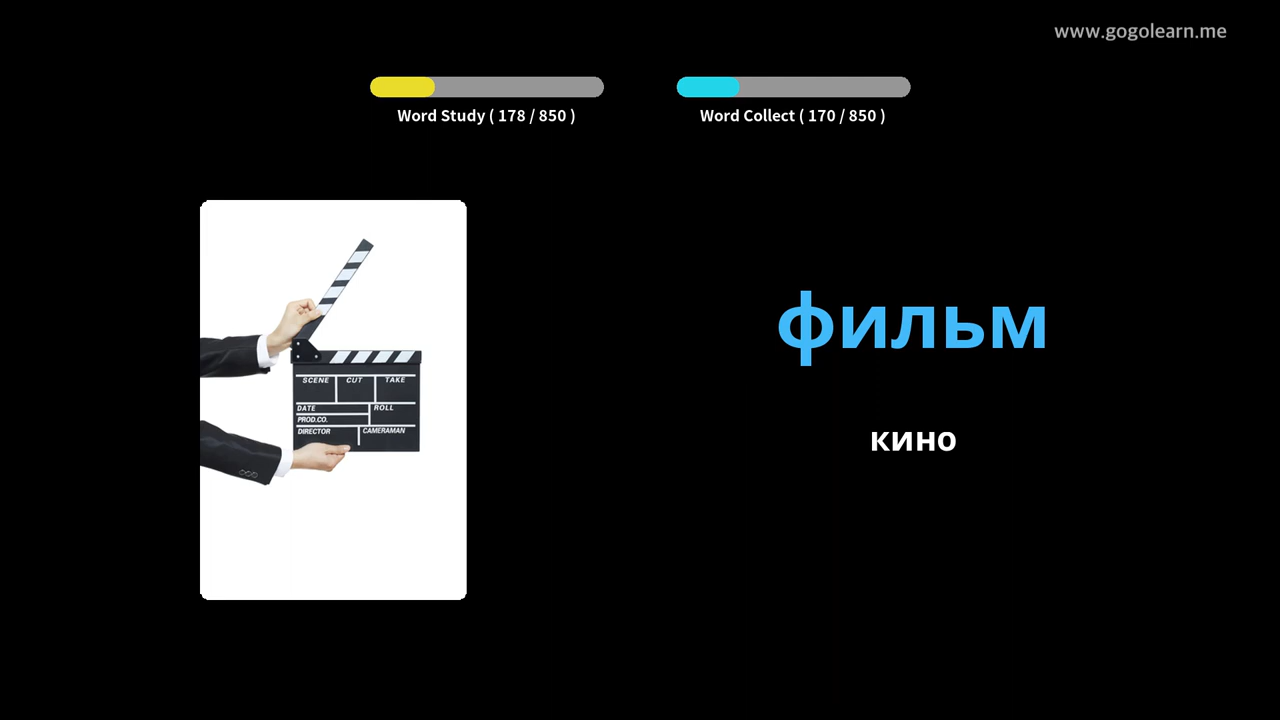 www.gogolearn.me
Word Study ( 178 / 850 )
Word Collect ( 170 / 850 )
SCENE CUT TAKE
DATE ROLL
PROD.CO.
DIRECTOR CAMERAMAN
фильм
кино